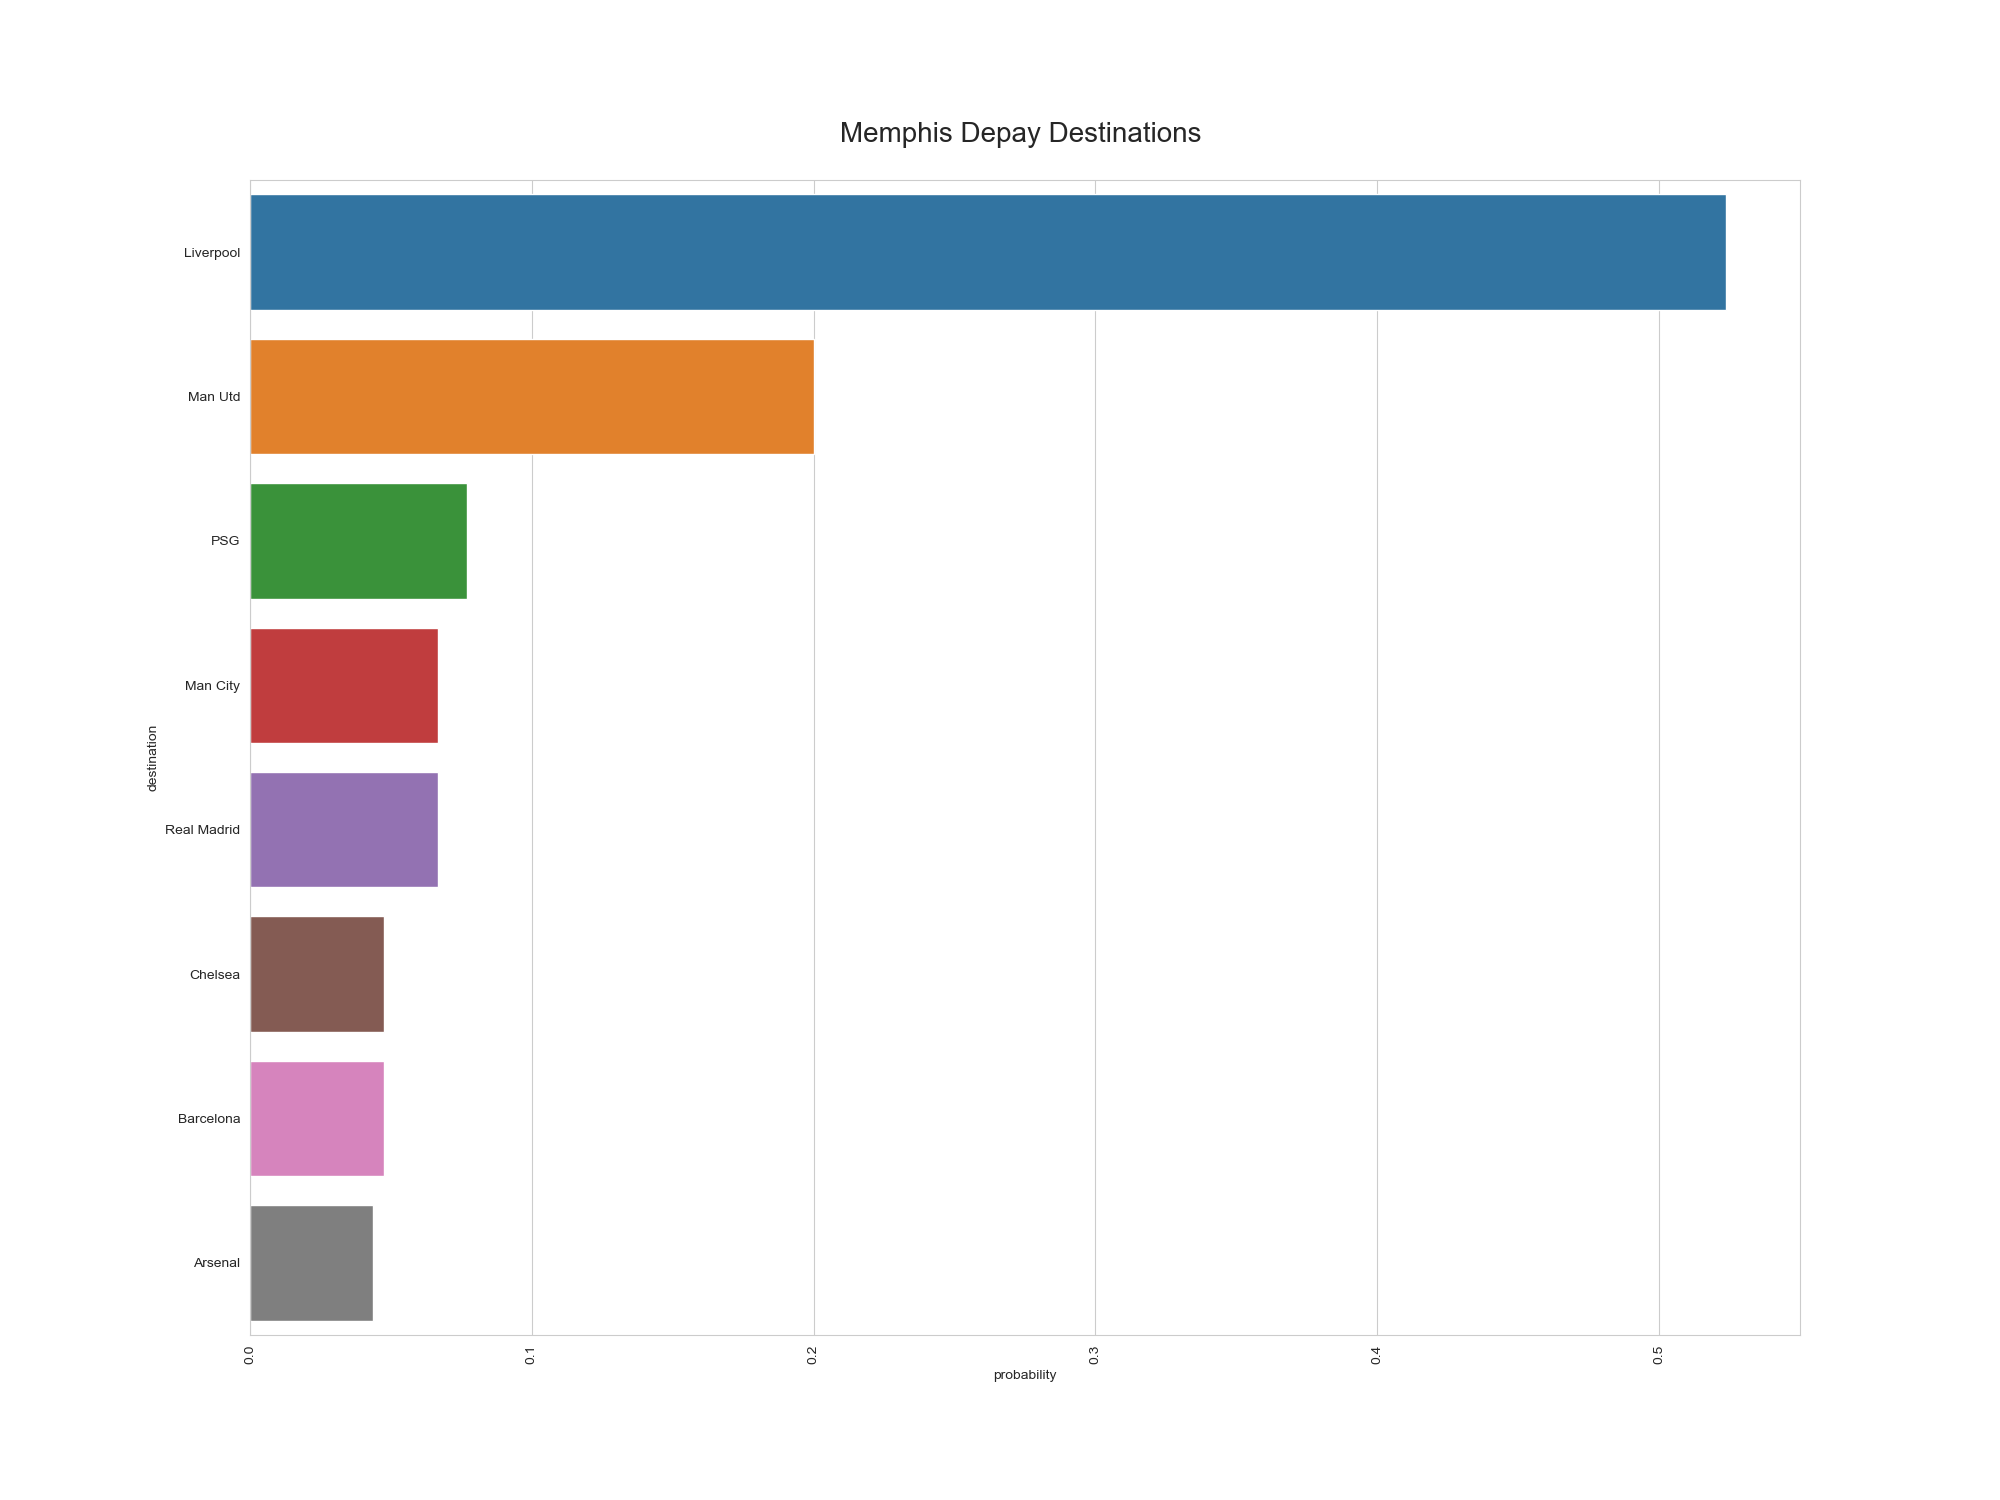 Memphis Depay Destinations
Liverpool
Man Utd
PSG
Man City
Real Madrid
Chelsea
Barcelona
Arsenal
destination
0.0 0.1 0.2 0.3 0.4 0.5
probability